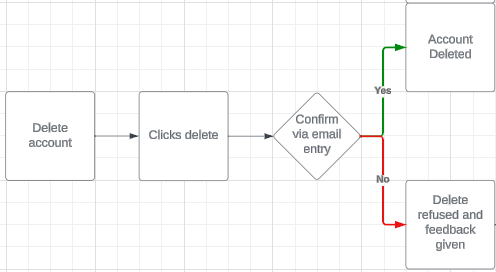 Delete
account
Clicks delete
Confirm
via email
entry
Yes
Account
Deleted
No
Delete
refused and
feedback
given